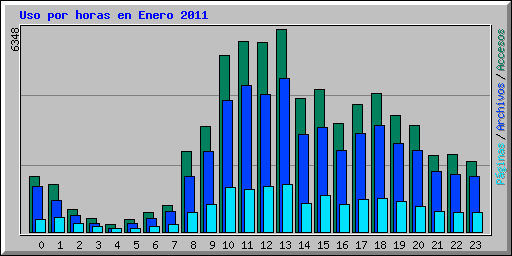 Uso por horas en Enero 2011
6348
Páginas / Archivos / Accesos
0 1 2 3 4 5 6 7 8 9 10 11 12 13 14 15 16 17 18 19 20 21 22 23